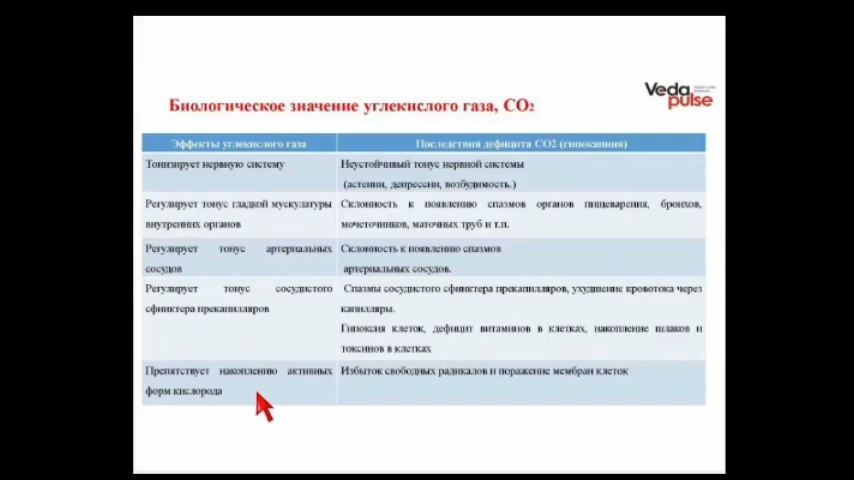 Veda
pulse
Биологическое значение углекислого газа, CO2
Эффекты углекислого газа
Последствия дефицита СО2 (гипокапния)
Тонизирует нервную систему
Неустойчивый тонус нервной системы
(астении, депрессии, возбудимость.)
Регулирует тонус гладкой мускулатуры
внутренних органов
Склонность к появлению спазмов органов пищеварения, бронхов,
мочеточников, маточных труб и т.п.
Регулирует тонус артериальных
сосудов
Склонность к появлению спазмов
артериальных сосудов.
Регулирует тонус сосудистого
сфинктера прекапилляров
Спазмы сосудистого сфинктера прекапилляров, ухудшение кровотока через
капилляры.
Гипоксия клеток, дефицит витаминов в клетках, накопление шлаков и
токсинов в клетках
Препятствует накоплению активных
форм кислорода
Избыток свободных радикалов и поражение мембран клеток